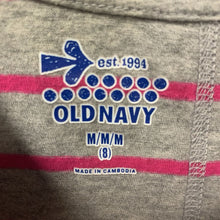 est. 1994
OLD NAVY
M/M/M
(8)
MADE IN CAMBODIA